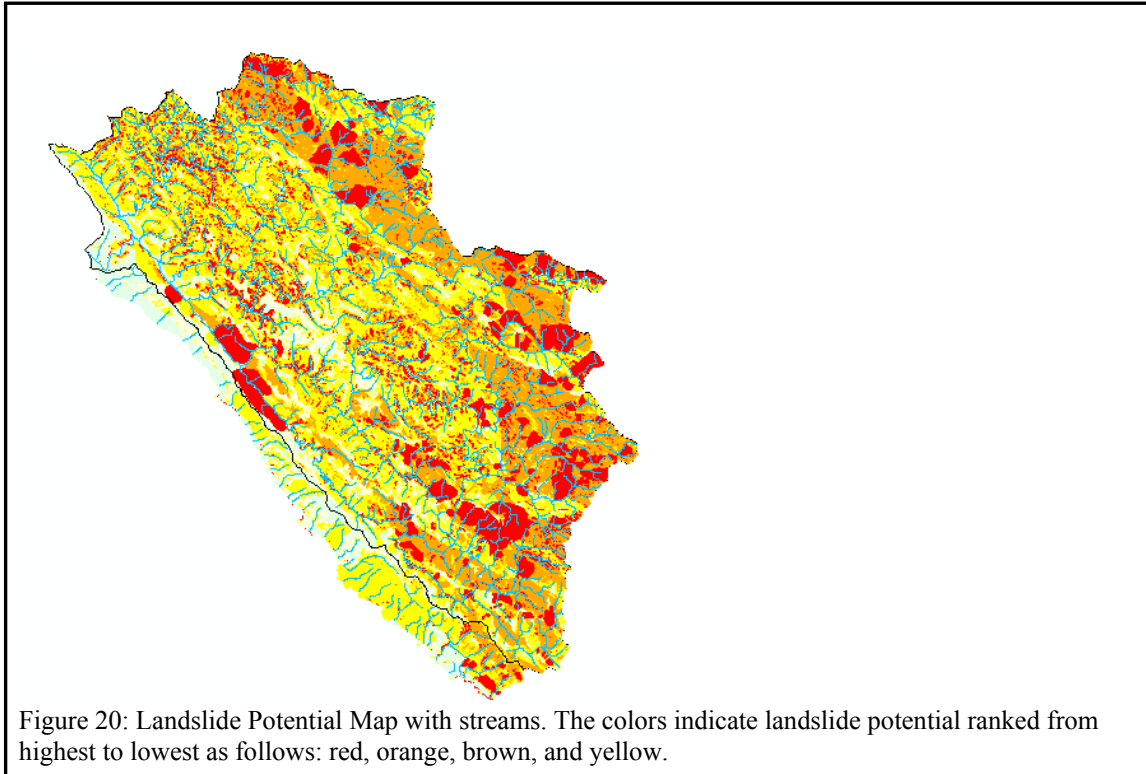 Figure 20: Landslide Potential Map with streams. The colors indicate landslide potential ranked from
highest to lowest as follows: red, orange, brown, and yellow.